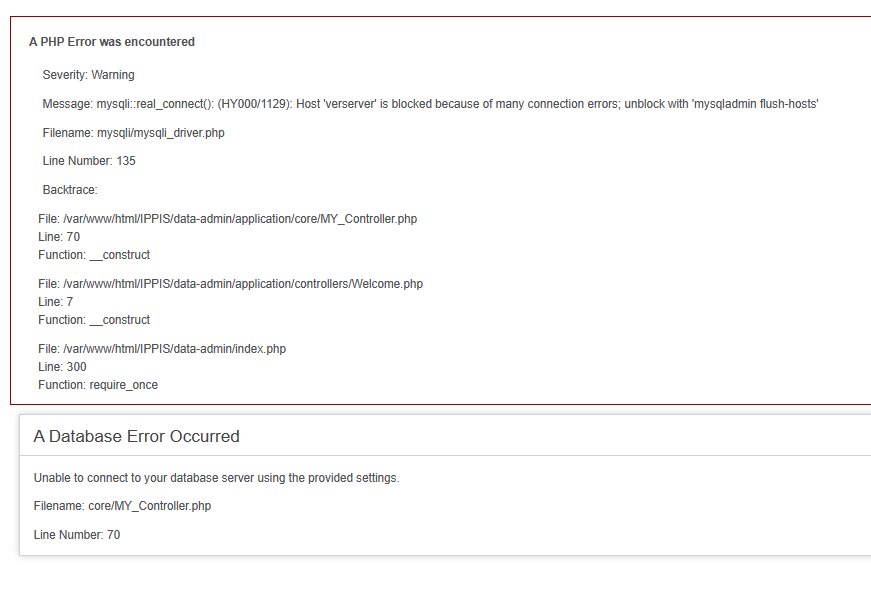 A PHP Error was encountered
Severity: Warning
Message: mysqli::real_connect(): (HY000/1129): Host 'verserver' is blocked because of many connection errors; unblock with 'mysqladmin flush-hosts'
Filename: mysqli/mysqli_driver.php
Line Number: 135
Backtrace:
File: /var/www/html/IPPIS/data-admin/application/core/MY_Controller.php
Line: 70
Function: __construct
File: /var/www/html/IPPIS/data-admin/application/controllers/Welcome.php
Line: 7
Function: __construct
File: /var/www/html/IPPIS/data-admin/index.php
Line: 300
Function: require_once
A Database Error Occurred
Unable to connect to your database server using the provided settings.
Filename: core/MY_Controller.php
Line Number: 70